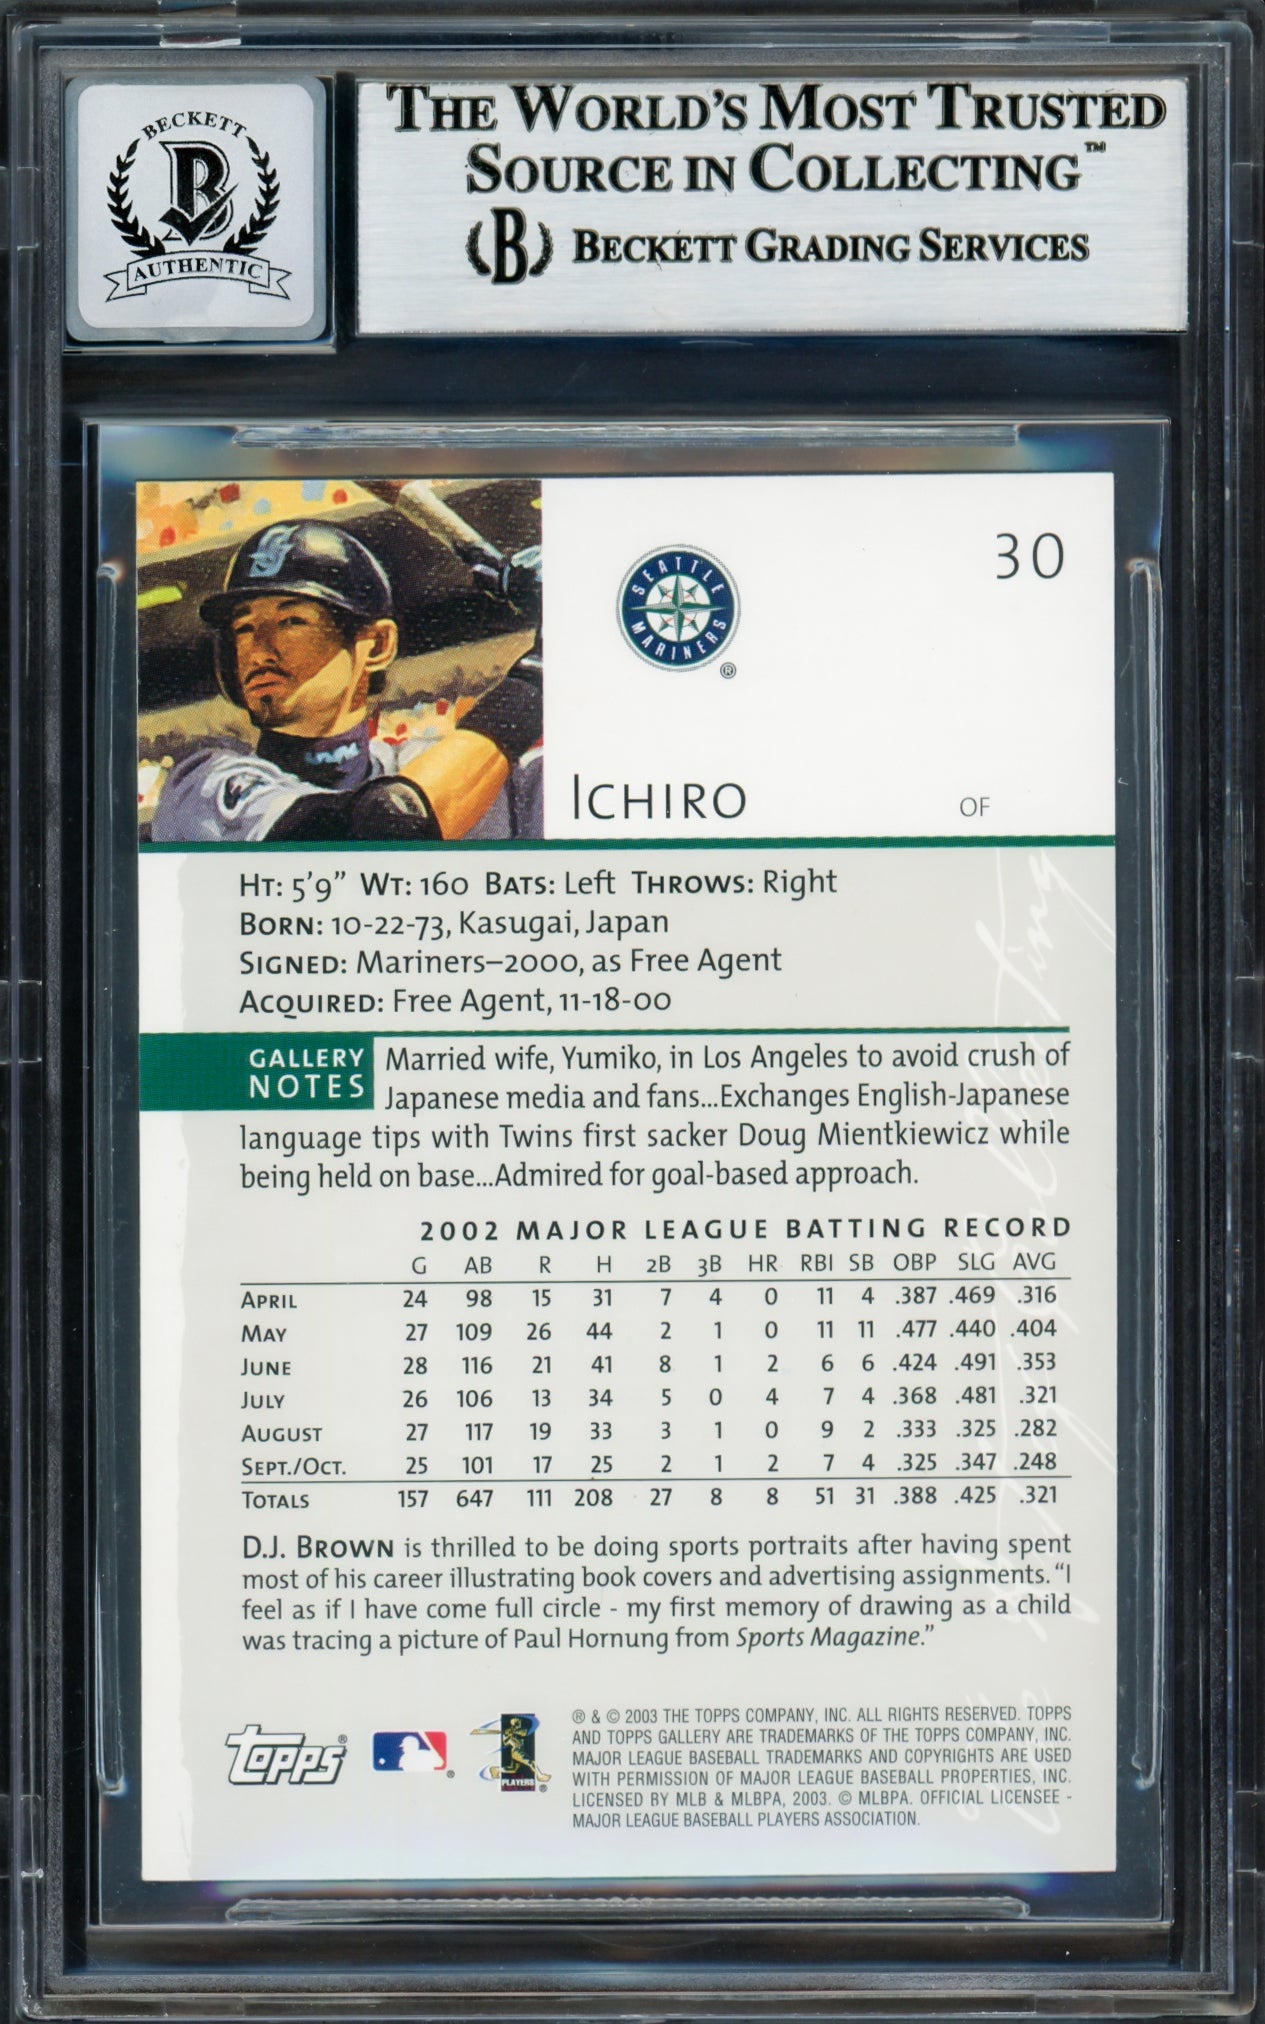 BECKETT
B
AUTHENTIC
THE WORLD'S MOST TRUSTED
SOURCE IN COLLECTING™
B BECKETT GRADING SERVICES
30
SEATTLE
MARINERS
®
S
ICHIRO OF
HT: 5'9" WT: 160 BATS: Left THROWS: Right
BORN: 10-22-73, Kasugai, Japan
SIGNED: Mariners–2000, as Free Agent
ACQUIRED: Free Agent, 11-18-00
GALLERY
NOTES
Married wife, Yumiko, in Los Angeles to avoid crush of
Japanese media and fans...Exchanges English-Japanese
language tips with Twins first sacker Doug Mientkiewicz while
being held on base...Admired for goal-based approach.
2002 MAJOR LEAGUE BATTING RECORD
G AB R H 2B 3B HR RBI SB OBP SLG AVG
APRIL 24 98 15 31 7 4 0 11 4 .387 .469 .316
MAY 27 109 26 44 2 1 0 11 11 .477 .440 .404
JUNE 28 116 21 41 8 1 2 6 6 .424 .491 .353
JULY 26 106 13 34 5 0 4 7 4 .368 .481 .321
AUGUST 27 117 19 33 3 1 0 9 2 .333 .325 .282
SEPT./OCT. 25 101 17 25 2 1 2 7 4 .325 .347 .248
TOTALS 157 647 111 208 27 8 8 51 31 .388 .425 .321
D.J. BROWN is thrilled to be doing sports portraits after having spent
most of his career illustrating book covers and advertising assignments. "I
feel as if I have come full circle - my first memory of drawing as a child
was tracing a picture of Paul Hornung from Sports Magazine."
Topps®
®
PLAYERS ®
® & © 2003 THE TOPPS COMPANY, INC. ALL RIGHTS RESERVED. TOPPS
AND TOPPS GALLERY ARE TRADEMARKS OF THE TOPPS COMPANY, INC.
MAJOR LEAGUE BASEBALL TRADEMARKS AND COPYRIGHTS ARE USED
WITH PERMISSION OF MAJOR LEAGUE BASEBALL PROPERTIES, INC.
LICENSED BY MLB & MLBPA, 2003. © MLBPA. OFFICIAL LICENSEE -
MAJOR LEAGUE BASEBALL PLAYERS ASSOCIATION.